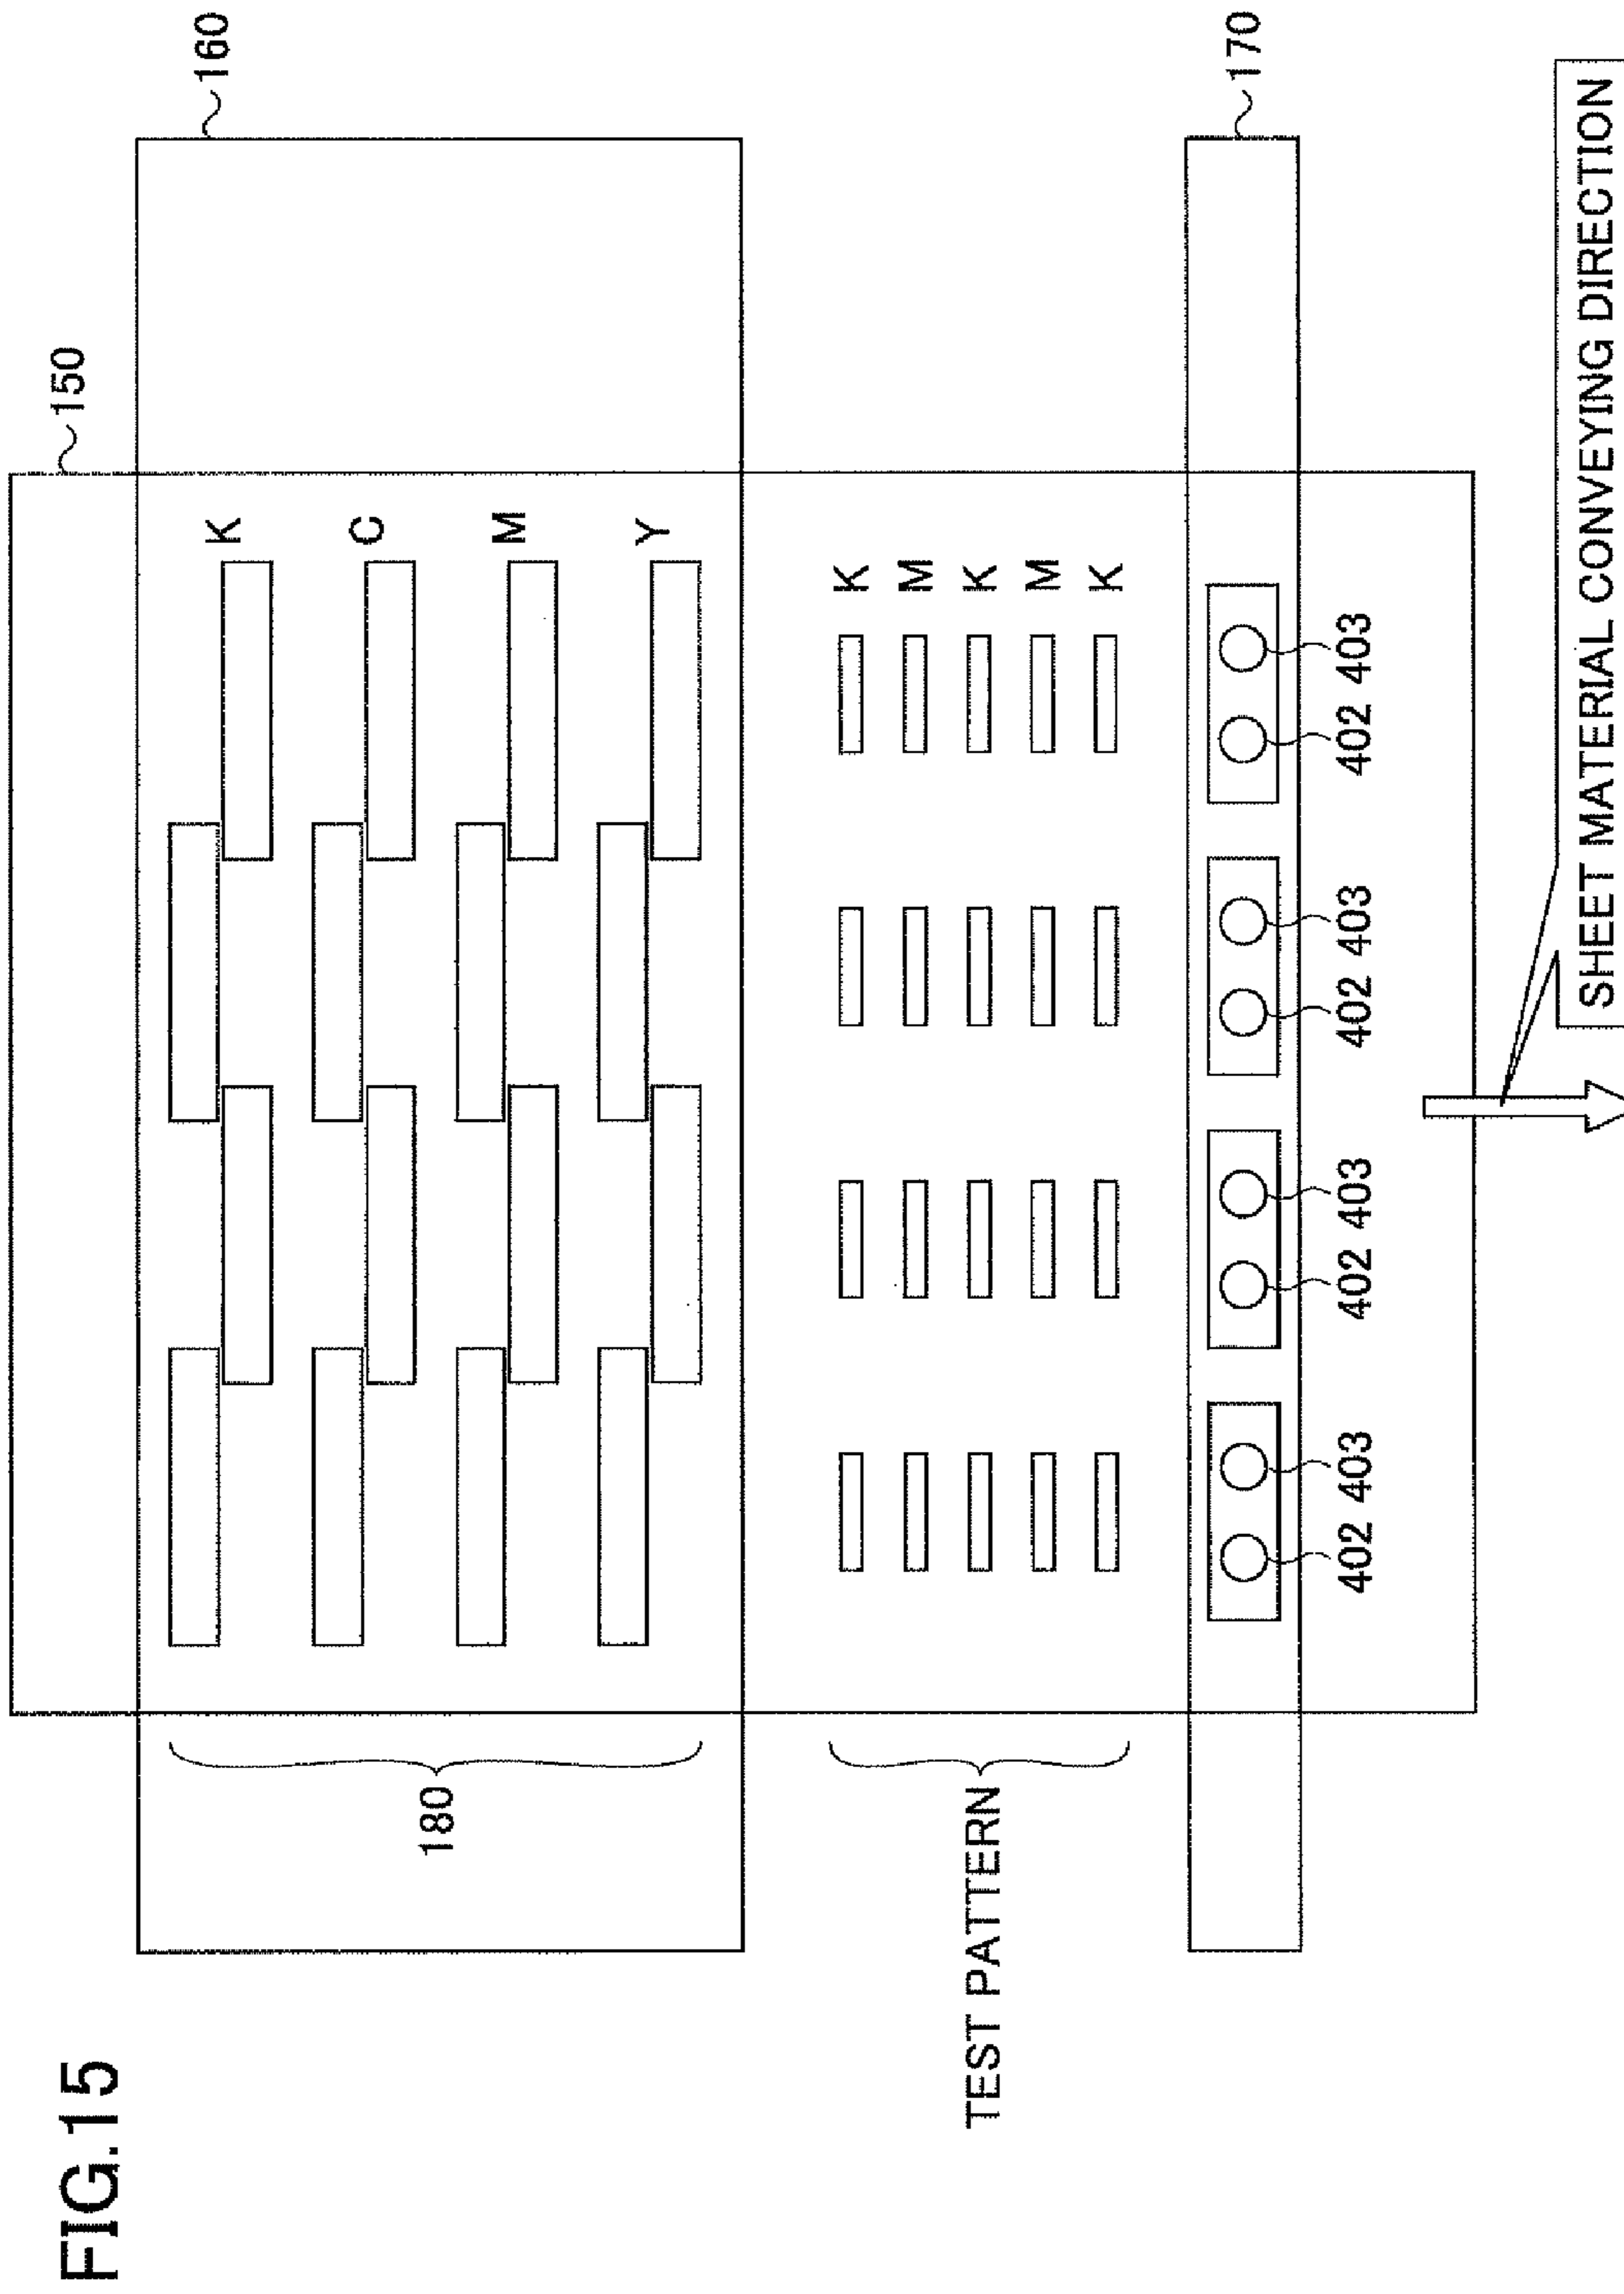 FIG.15
150
160
K
C
M
Y
180
K
M
K
M
K
TEST PATTERN
170
402 403 402 403 402 403 402 403
SHEET MATERIAL CONVEYING DIRECTION